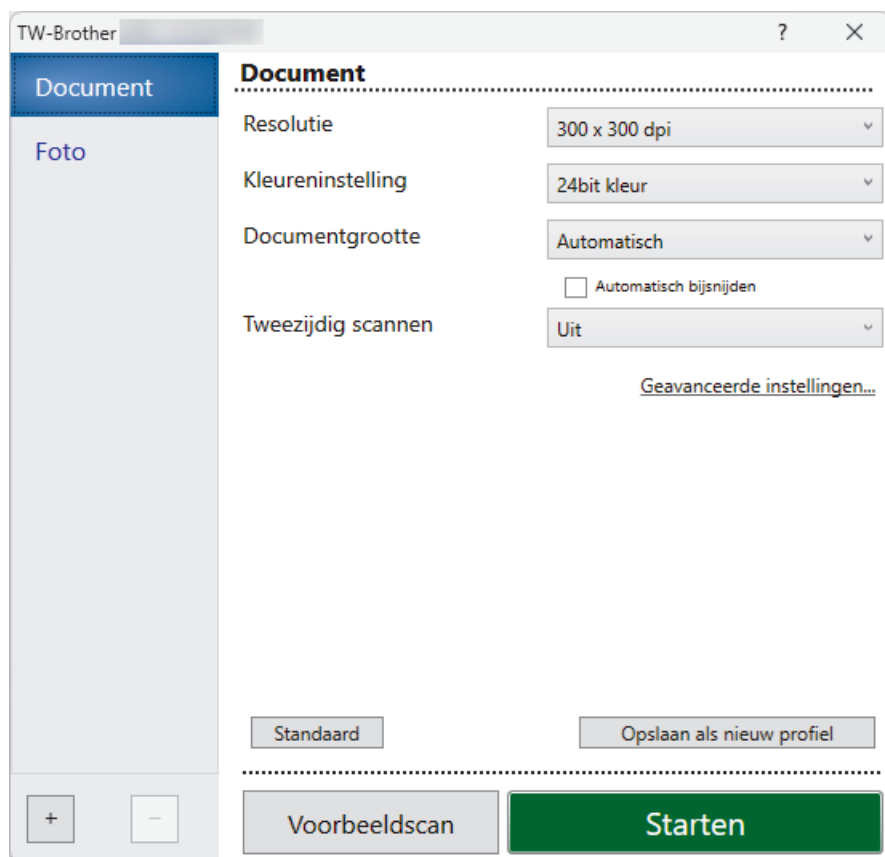 TW-Brother
?
Document
Foto
Document
Resolutie
300 x 300 dpi
Kleureninstelling
24bit kleur
Documentgrootte
Automatisch
Automatisch bijsnijden
Tweezijdig scannen
Uit
Geavanceerde instellingen...
Standaard
Opslaan als nieuw profiel
+
−
Voorbeeldscan
Starten